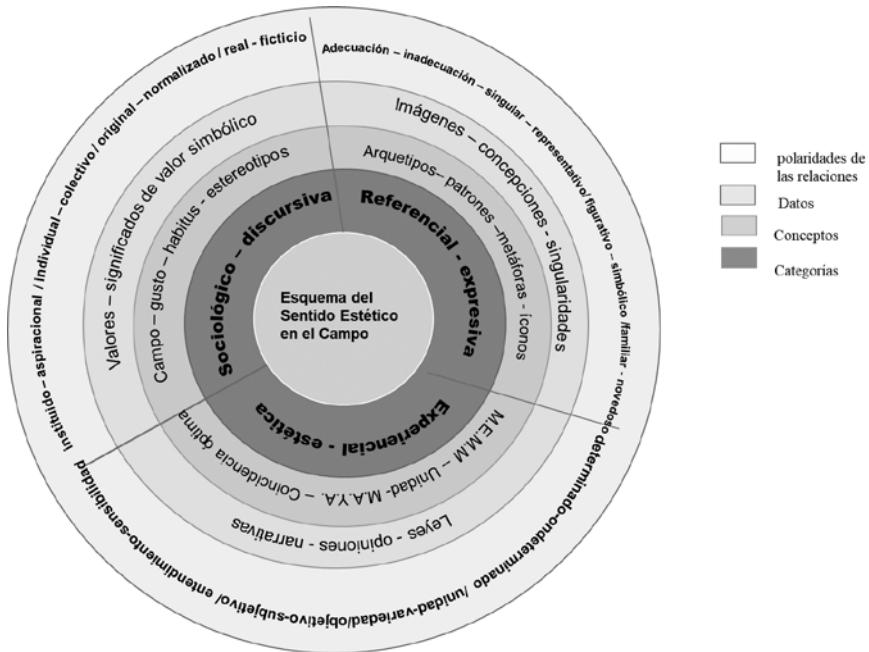 Instituido – aspiracional / individual – colectivo / original – normalizado / real - ficticio
Adecuación – inadecuación – singular – representativo/ figurativo – simbólico /familiar - novedoso
determinado-ondeterminado /unidad-variedad/objetivo-subjetivo/ entendimiento-sensibilidad
Valores – significados de valor simbólico
Imágenes – concepciones - singularidades
Leyes - opiniones - narrativas
Campo – gusto – habitus - estereotipos
Arquetipos– patrones –metáforas - íconos
M.E.M.M – Unidad- M.A.Y.A. – Coincidencia óptima
Sociológico – discursiva
Referencial - expresiva
Experiencial - estética
Esquema del
Sentido Estético
en el Campo
polaridades de
las relaciones
Datos
Conceptos
Categorías